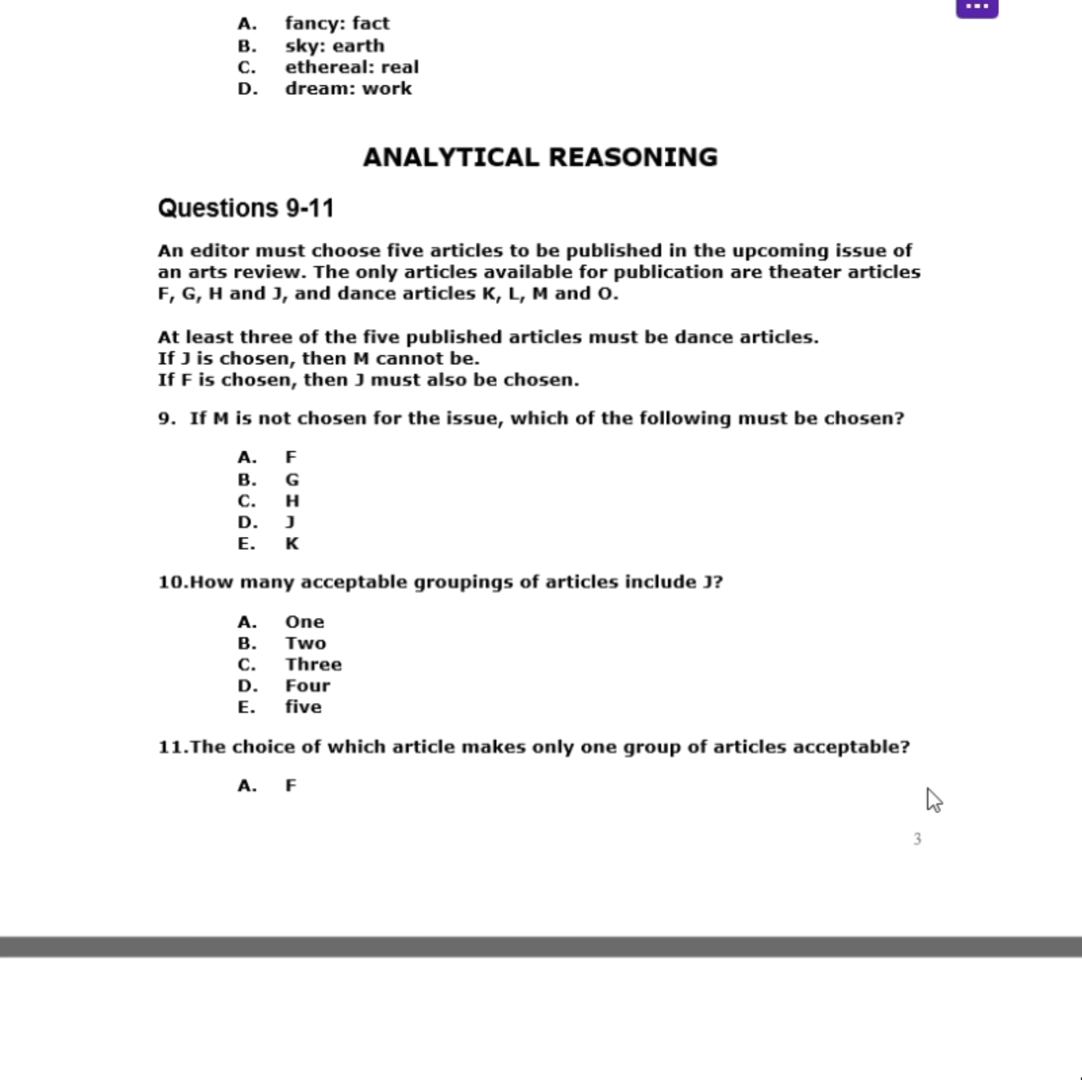 A. fancy: fact
B. sky: earth
C. ethereal: real
D. dream: work
ANALYTICAL REASONING
Questions 9-11
An editor must choose five articles to be published in the upcoming issue of
an arts review. The only articles available for publication are theater articles
F, G, H and J, and dance articles K, L, M and O.
At least three of the five published articles must be dance articles.
If J is chosen, then M cannot be.
If F is chosen, then J must also be chosen.
9. If M is not chosen for the issue, which of the following must be chosen?
A. F
B. G
C. H
D. J
E. K
10.How many acceptable groupings of articles include J?
A. One
B. Two
C. Three
D. Four
E. five
11.The choice of which article makes only one group of articles acceptable?
A. F
3